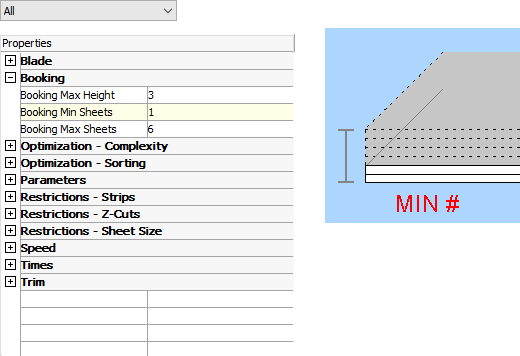 All
Properties
Blade
Booking
Booking Max Height 3
Booking Min Sheets 1
Booking Max Sheets 6
Optimization - Complexity
Optimization - Sorting
Parameters
Restrictions - Strips
Restrictions - Z-Cuts
Restrictions - Sheet Size
Speed
Times
Trim
MIN #